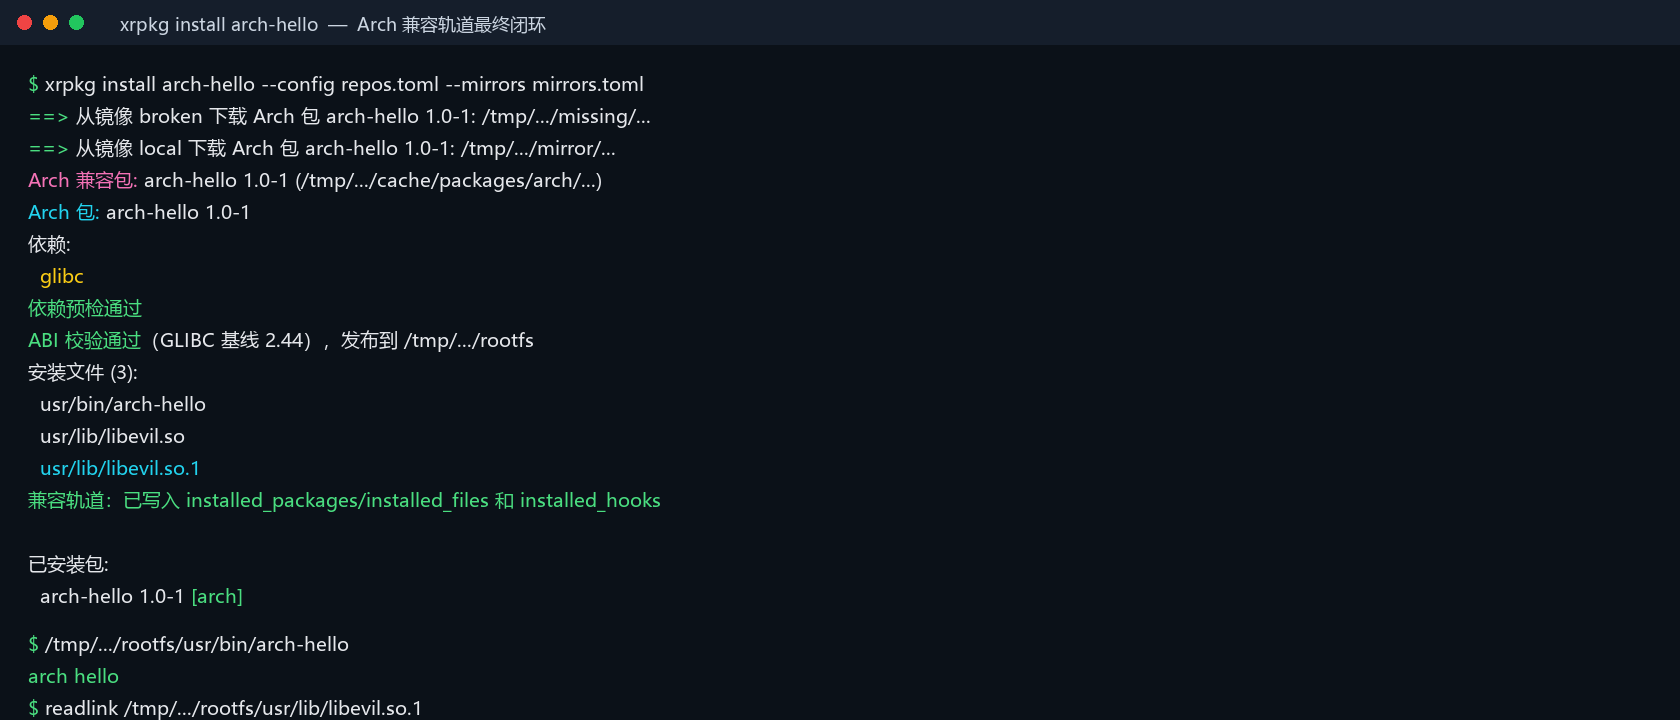 xrpkg install arch-hello — Arch 兼容轨道最终闭环
$ xrpkg install arch-hello --config repos.toml --mirrors mirrors.toml
==> 从镜像 broken 下载 Arch 包 arch-hello 1.0-1: /tmp/.../missing/...
==> 从镜像 local 下载 Arch 包 arch-hello 1.0-1: /tmp/.../mirror/...
Arch 兼容包: arch-hello 1.0-1 (/tmp/.../cache/packages/arch/...)
Arch 包: arch-hello 1.0-1
依赖:
glibc
依赖预检通过
ABI 校验通过（GLIBC 基线 2.44），发布到 /tmp/.../rootfs
安装文件 (3):
usr/bin/arch-hello
usr/lib/libevil.so
usr/lib/libevil.so.1
兼容轨道：已写入 installed_packages/installed_files 和 installed_hooks
已安装包:
arch-hello 1.0-1 [arch]
$ /tmp/.../rootfs/usr/bin/arch-hello
arch hello
$ readlink /tmp/.../rootfs/usr/lib/libevil.so.1